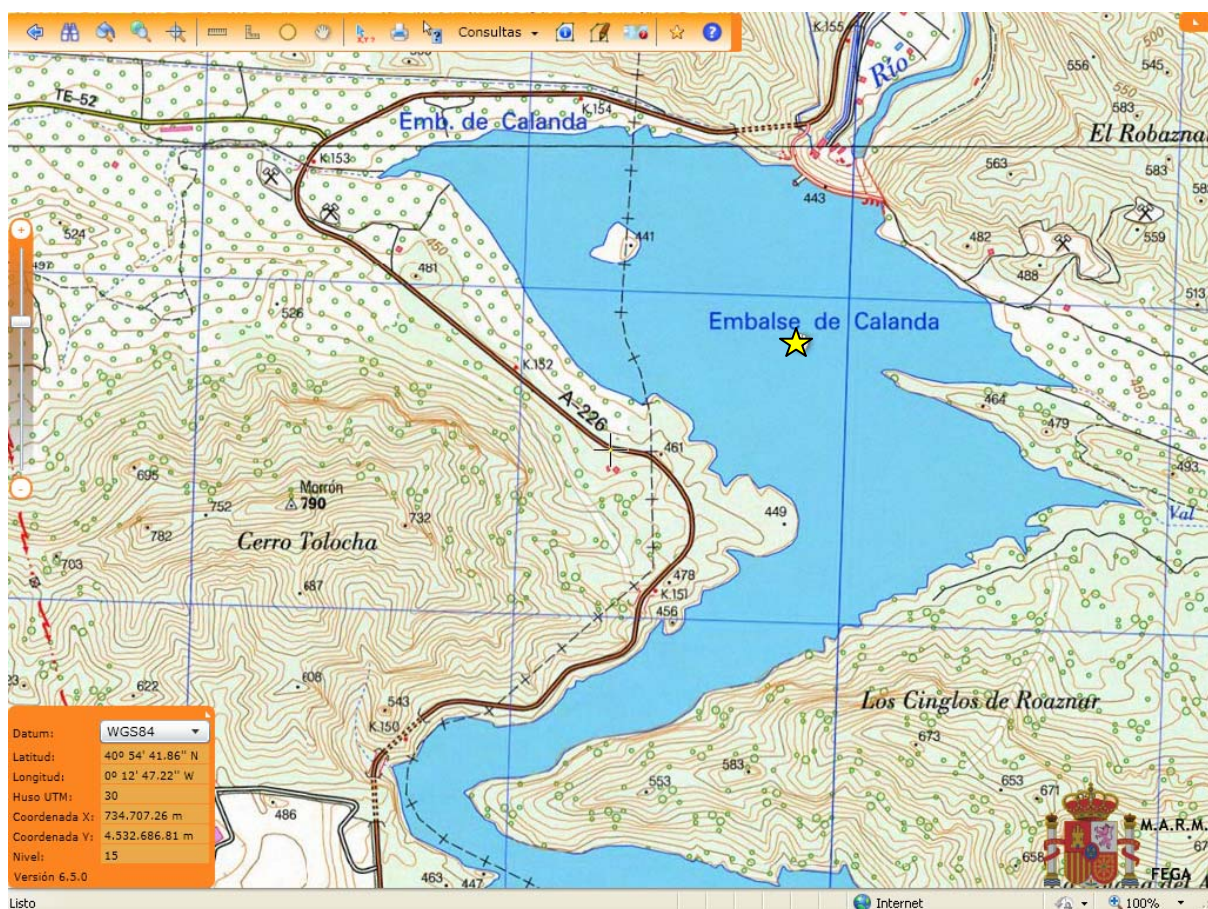 Consultas
X,Y ?
K.155
Río
500
556
545
550
583
TE-52
K.154
Emb. de Calanda
El Robaznar
K.153
563
583
443
524
441
482
559
497
450
481
488
513
526
Embalse de Calanda
K.152
450
A-226
464
479
461
493
695
Morrón
790
752
732
449
Val
782
Cerro Tolocha
703
478
687
K.151
456
608
622
543
Los Cinglos de Roaznar
K.150
673
583
553
653
671
486
658
463
447
Datum: WGS84
Latitud: 40º 54' 41.86" N
Longitud: 0º 12' 47.22" W
Huso UTM: 30
Coordenada X: 734.707.26 m
Coordenada Y: 4.532.686.81 m
Nivel: 15
Versión 6.5.0
M.A.R.M.
FEGA
Listo
Internet
100%